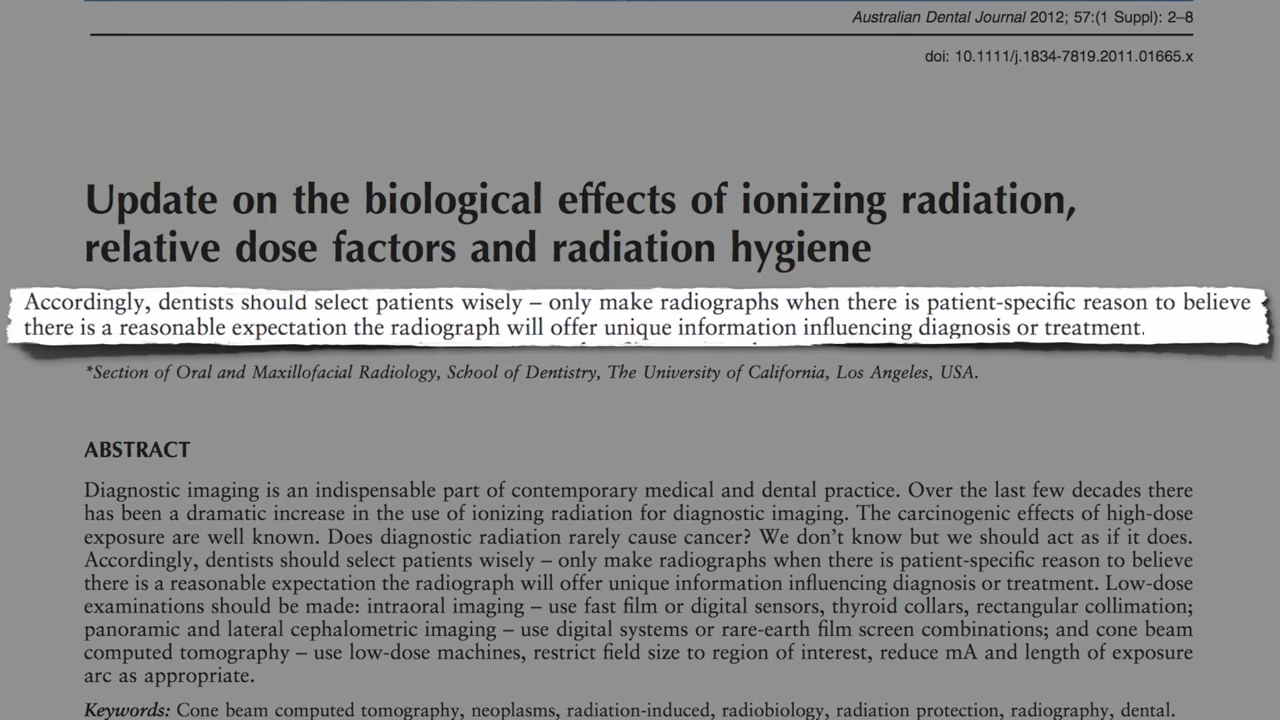 Australian Dental Journal 2012; 57:(1 Suppl): 2–8
doi: 10.1111/j.1834-7819.2011.01665.x
Update on the biological effects of ionizing radiation,
relative dose factors and radiation hygiene
Accordingly, dentists should select patients wisely – only make radiographs when there is patient-specific reason to believe
there is a reasonable expectation the radiograph will offer unique information influencing diagnosis or treatment.
*Section of Oral and Maxillofacial Radiology, School of Dentistry, The University of California, Los Angeles, USA.
ABSTRACT
Diagnostic imaging is an indispensable part of contemporary medical and dental practice. Over the last few decades there
has been a dramatic increase in the use of ionizing radiation for diagnostic imaging. The carcinogenic effects of high-dose
exposure are well known. Does diagnostic radiation rarely cause cancer? We don't know but we should act as if it does.
Accordingly, dentists should select patients wisely – only make radiographs when there is patient-specific reason to believe
there is a reasonable expectation the radiograph will offer unique information influencing diagnosis or treatment. Low-dose
examinations should be made: intraoral imaging – use fast film or digital sensors, thyroid collars, rectangular collimation;
panoramic and lateral cephalometric imaging – use digital systems or rare-earth film screen combinations; and cone beam
computed tomography – use low-dose machines, restrict field size to region of interest, reduce mA and length of exposure
arc as appropriate.
Keywords: Cone beam computed tomography, neoplasms, radiation-induced, radiobiology, radiation protection, radiography, dental.